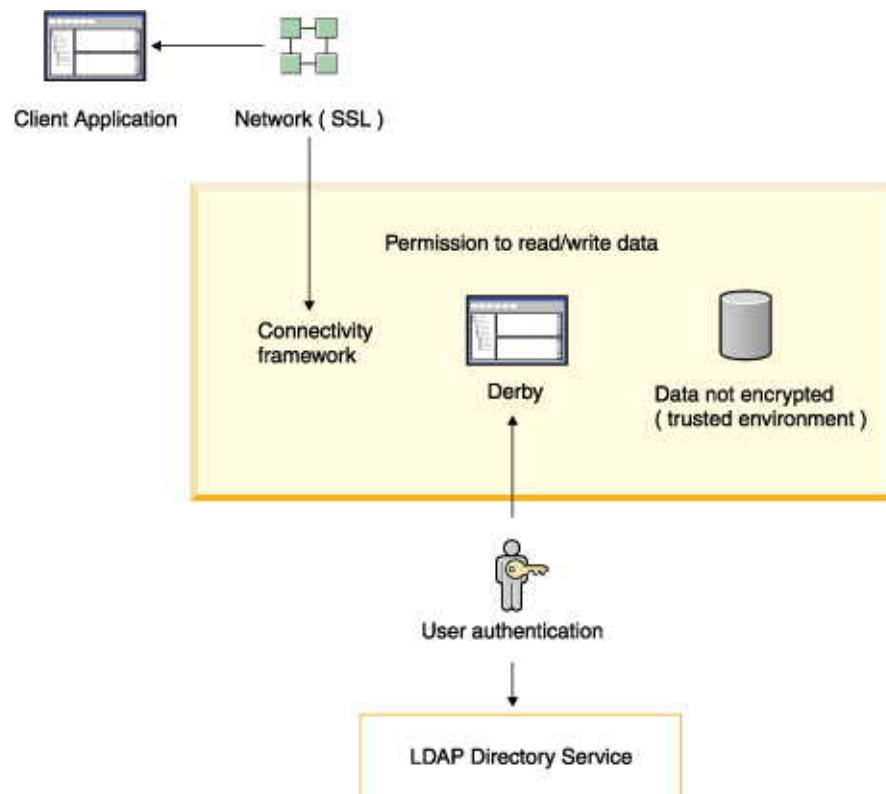 Client Application
Network ( SSL )
Permission to read/write data
Connectivity
framework
Derby
Data not encrypted
( trusted environment )
User authentication
LDAP Directory Service